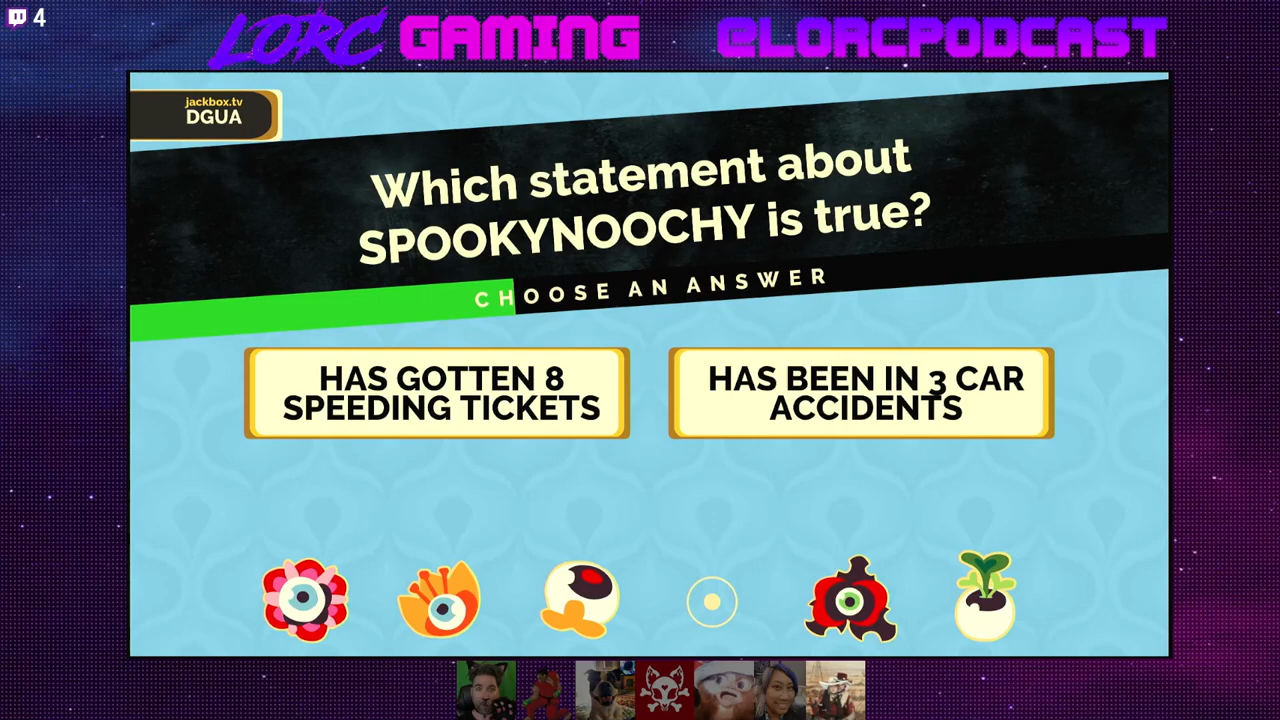 4
LORC GAMING
@LORCPODCAST
jackbox.tv
DGUA
Which statement about
SPOOKYNOOCHY is true?
CHOOSE AN ANSWER
HAS GOTTEN 8
SPEEDING TICKETS
HAS BEEN IN 3 CAR
ACCIDENTS